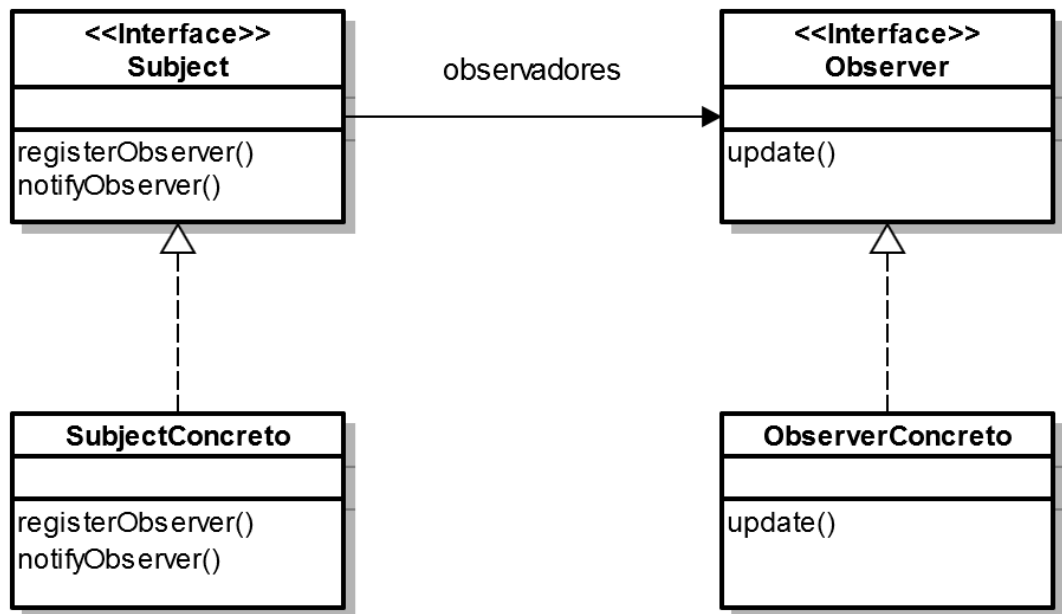 <<Interface>>
Subject
registerObserver()
notifyObserver()
observadores
<<Interface>>
Observer
update()
SubjectConcreto
registerObserver()
notifyObserver()
ObserverConcreto
update()